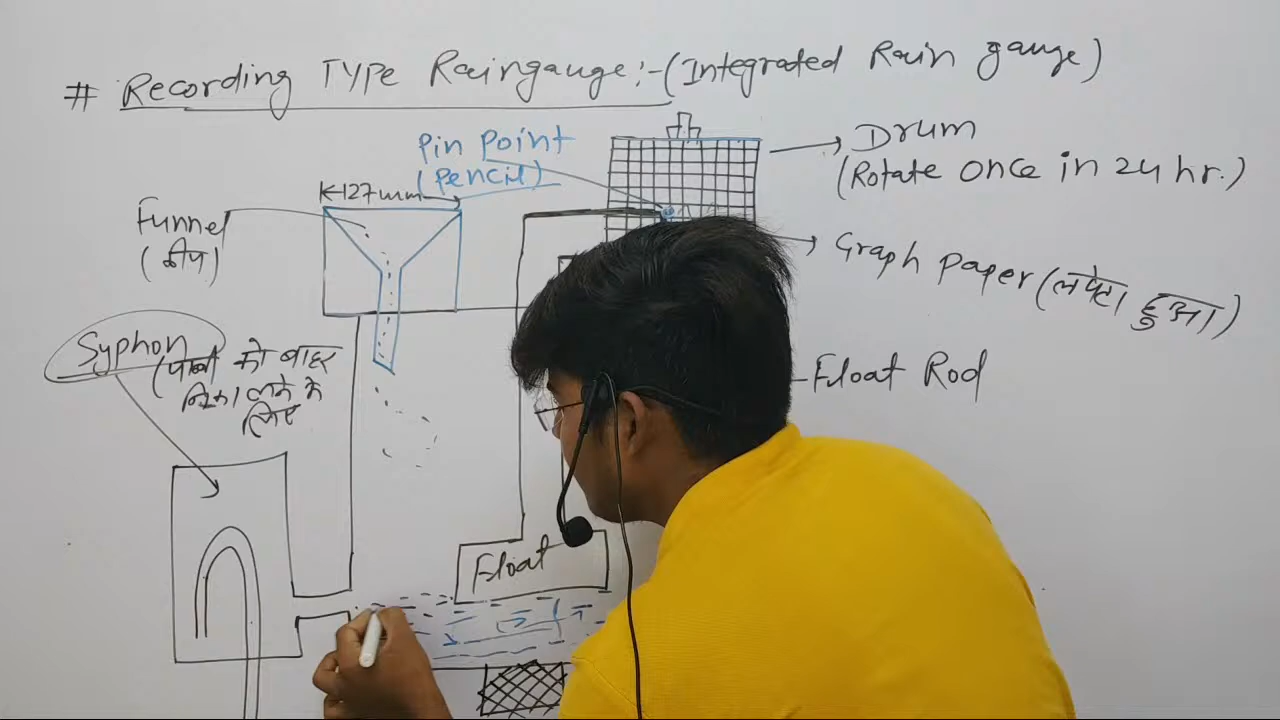 # Recording TYPE Raingauge:-(Integrated Rain gauge)
Pin Point
(Pencil)
127mm
Funnel
(कीप)
Syphon
(पानी को बाहर
निकालने के
लिए
Drum
(Rotate once in 24 hr.)
Graph Paper (लपेटा हुआ)
Float Rod
Float